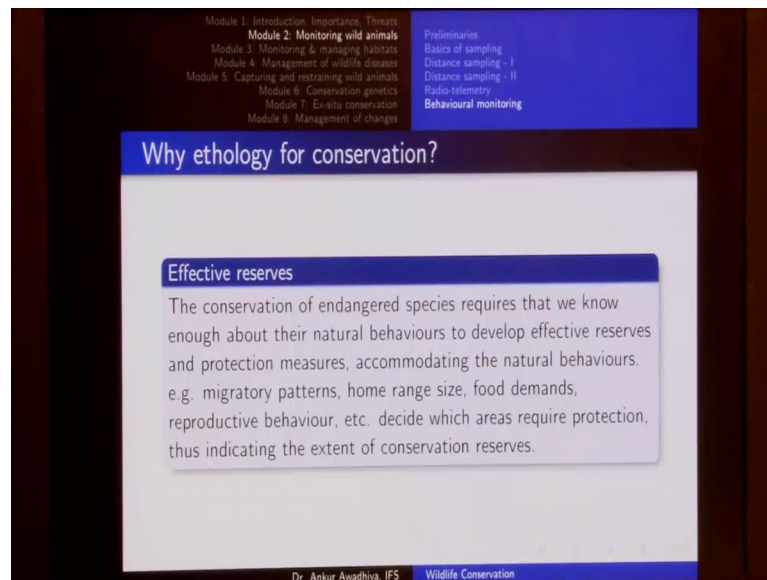 Module 1: Introduction, Importance, Threats
Module 2: Monitoring wild animals
Module 3: Monitoring & managing habitats
Module 4: Management of wildlife diseases
Module 5: Capturing and restraining wild animals
Module 6: Conservation genetics
Module 7: Ex-situ conservation
Module 8: Management of changes
Preliminaries
Basics of sampling
Distance sampling - I
Distance sampling - II
Radio-telemetry
Behavioural monitoring
Why ethology for conservation?
Effective reserves
The conservation of endangered species requires that we know
enough about their natural behaviours to develop effective reserves
and protection measures, accommodating the natural behaviours.
e.g. migratory patterns, home range size, food demands,
reproductive behaviour, etc. decide which areas require protection,
thus indicating the extent of conservation reserves.
Dr. Ankur Awadhiya, IFS
Wildlife Conservation